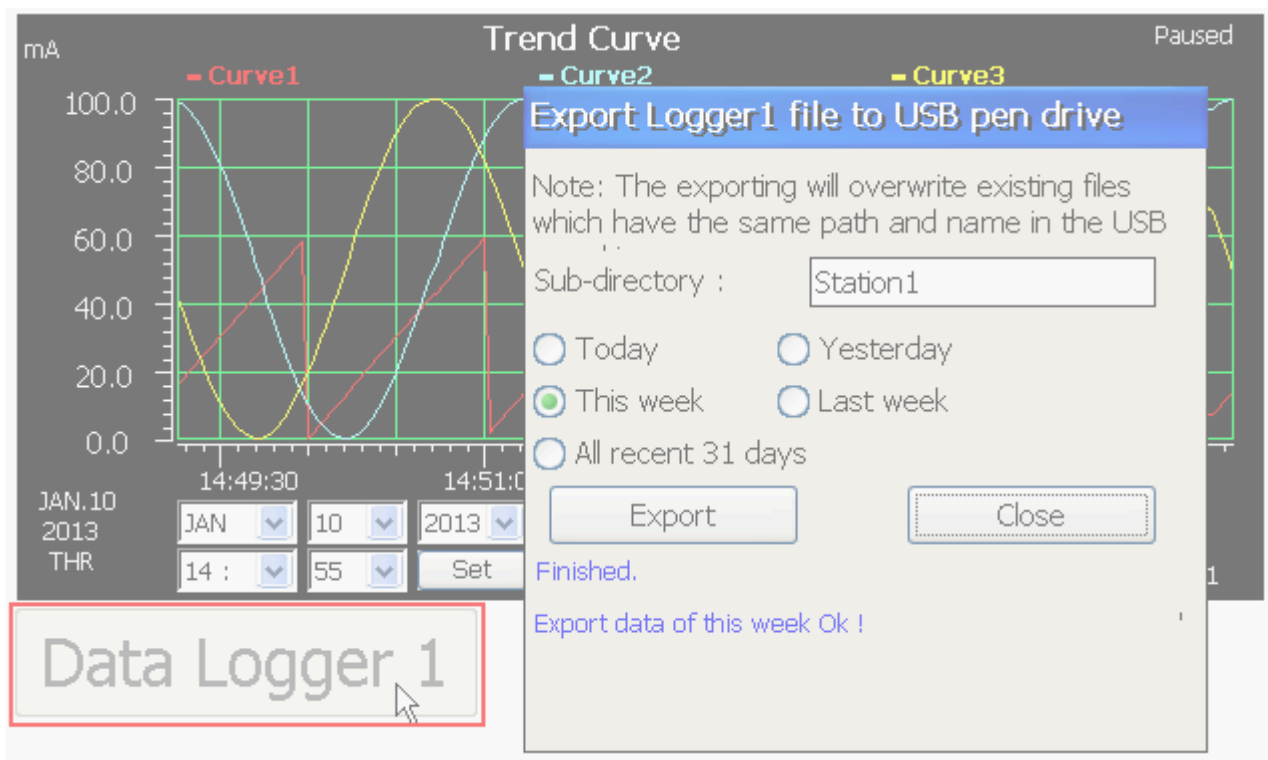 mA
Trend Curve
Paused
Curve1
Curve2
Curve3
100.0
80.0
60.0
40.0
20.0
0.0
14:49:30
14:51:0
JAN.10
2013
THR
JAN
10
2013
14 :
55
Set
1
Export Logger1 file to USB pen drive
Note: The exporting will overwrite existing files
which have the same path and name in the USB
Sub-directory :
Station1
Today
Yesterday
This week
Last week
All recent 31 days
Export
Close
Finished.
Export data of this week Ok !
Data Logger 1